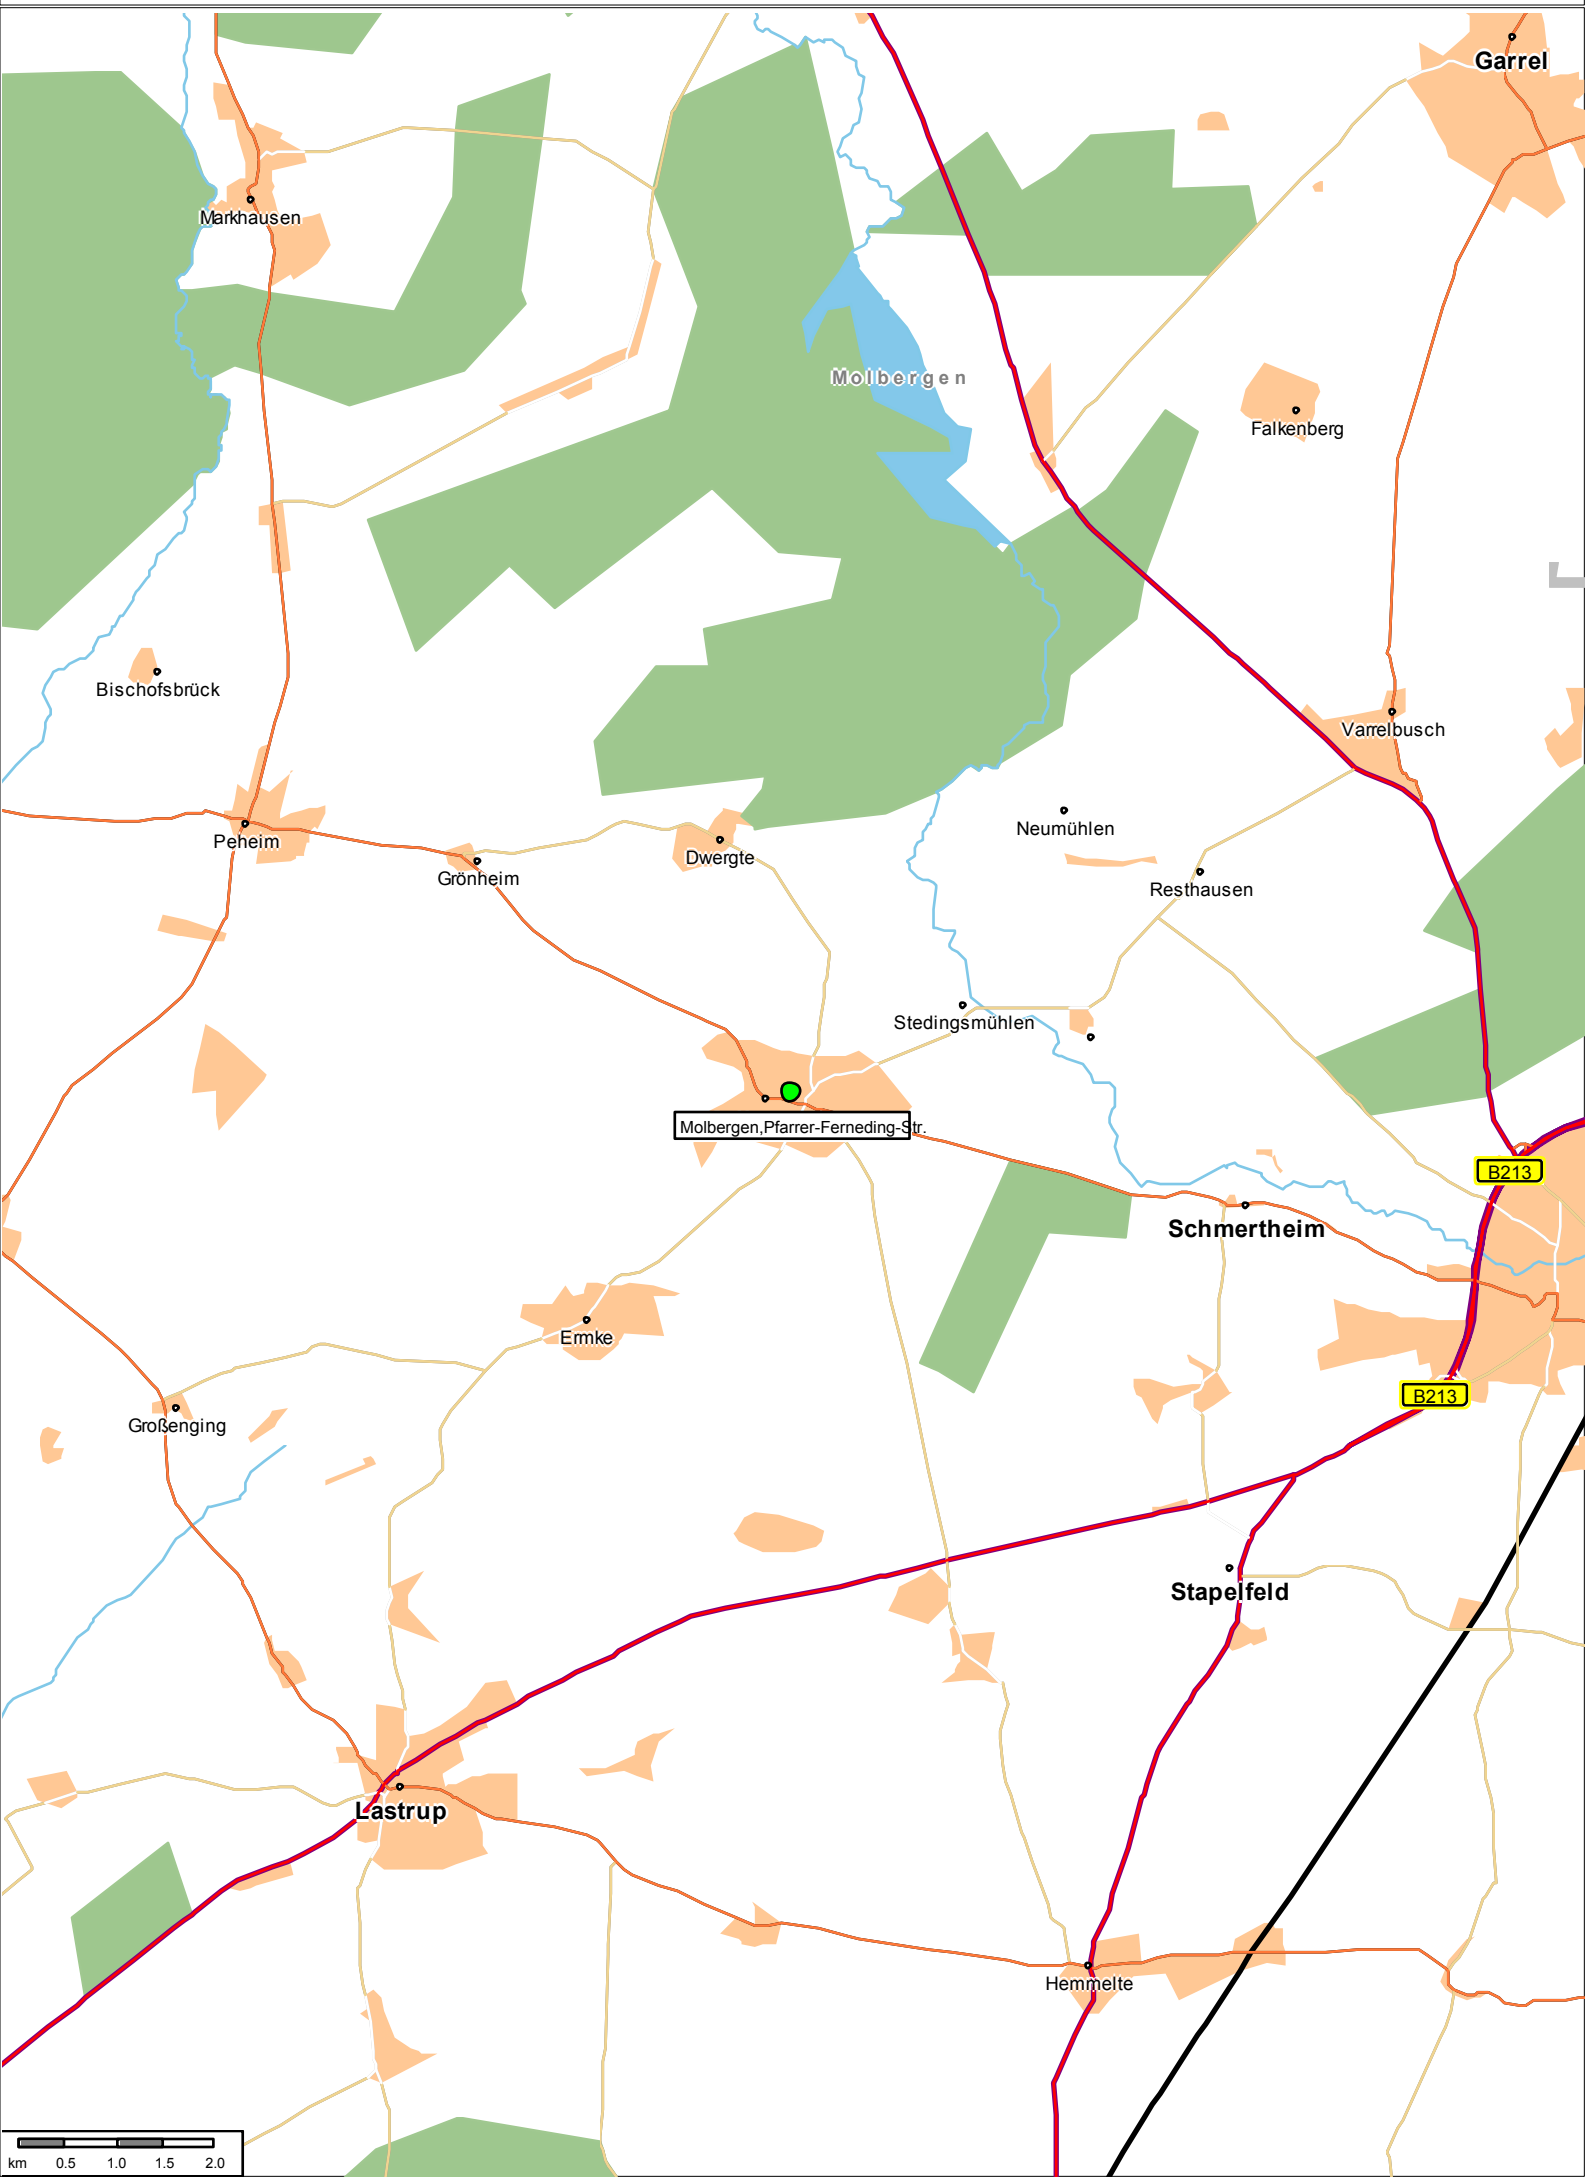 Garrel
Markhausen
Molbergen
Falkenberg
Bischofsbrück
Varrelbusch
Neumühlen
Peheim
Dwergte
Grönheim
Resthausen
Stedingsmühlen
Molbergen,Pfarrer-Ferneding-Str.
B213
Schmertheim
Ermke
B213
Großenging
Stapelfeld
Lastrup
Hemmelte
km 0.5 1.0 1.5 2.0